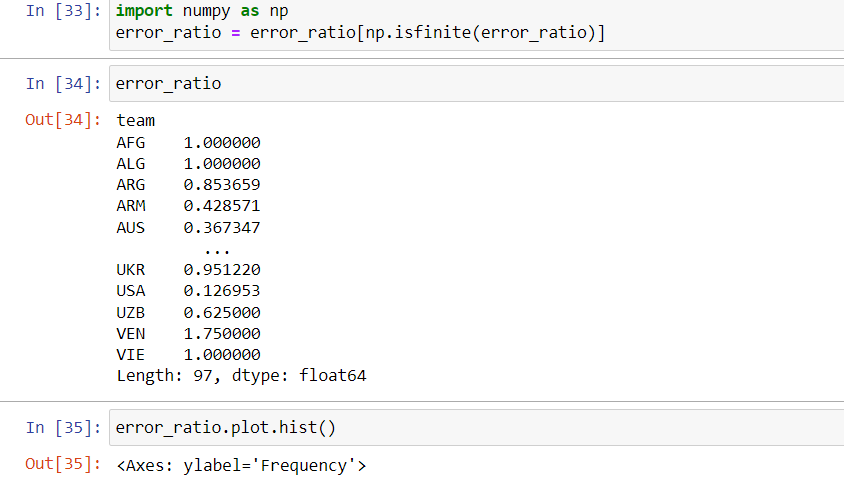 In [33]: import numpy as np
error_ratio = error_ratio[np.isfinite(error_ratio)]
In [34]: error_ratio
Out[34]: team
AFG    1.000000
ALG    1.000000
ARG    0.853659
ARM    0.428571
AUS    0.367347
...
UKR    0.951220
USA    0.126953
UZB    0.625000
VEN    1.750000
VIE    1.000000
Length: 97, dtype: float64
In [35]: error_ratio.plot.hist()
Out[35]: <Axes: ylabel='Frequency'>